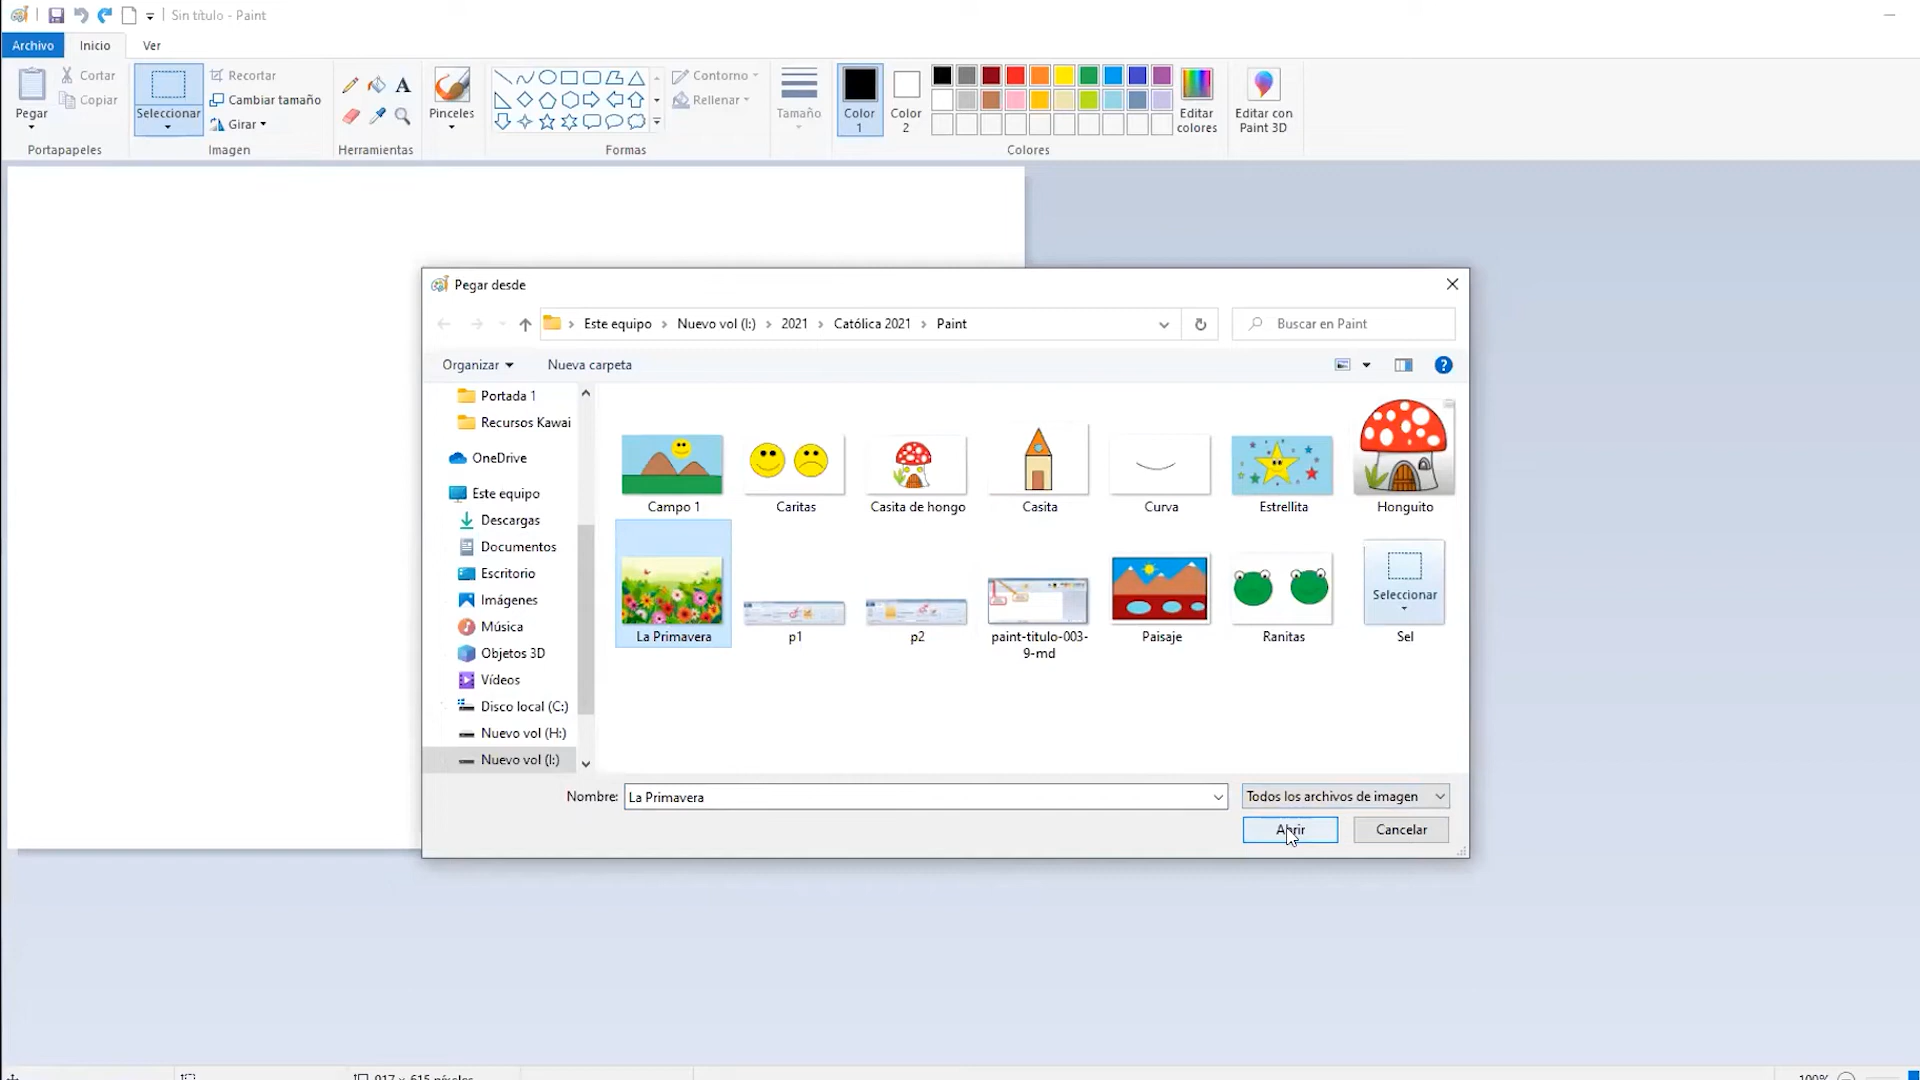 Sin título - Paint
Archivo
Inicio
Ver
Pegar
Cortar
Copiar
Portapapeles
Seleccionar
Recortar
Cambiar tamaño
Girar
Imagen
A
Herramientas
Pinceles
Contorno
Rellenar
Formas
Tamaño
Color
1
Color
2
Editar
colores
Colores
Editar con
Paint 3D
Pegar desde
Este equipo
Nuevo vol (I:)
2021
Católica 2021
Paint
Buscar en Paint
Organizar
Nueva carpeta
?
Portada 1
Recursos Kawai
OneDrive
Este equipo
Descargas
Documentos
Escritorio
Imágenes
Música
Objetos 3D
Vídeos
Disco local (C:)
Nuevo vol (H:)
Nuevo vol (I:)
Campo 1
Caritas
Casita de hongo
Casita
Curva
Estrellita
Honguito
La Primavera
p1
p2
paint-titulo-003-
9-md
Paisaje
Ranitas
Seleccionar
Sel
Nombre:
La Primavera
Todos los archivos de imagen
Abrir
Cancelar
917 × 615 píxeles
100%